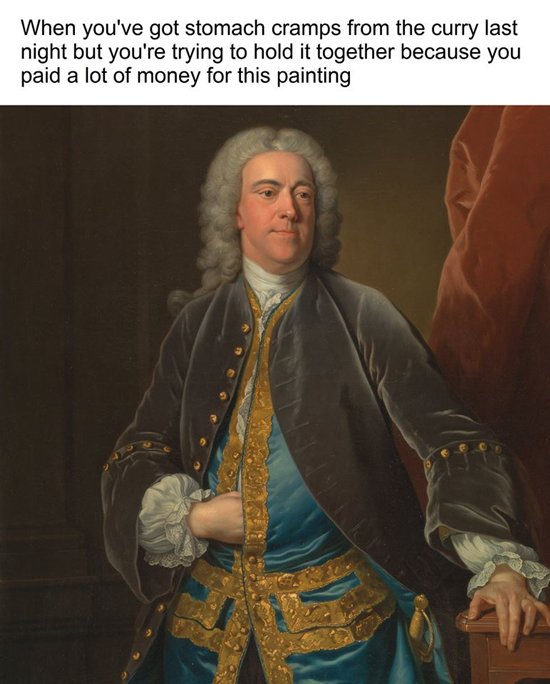 When you've got stomach cramps from the curry last
night but you're trying to hold it together because you
paid a lot of money for this painting